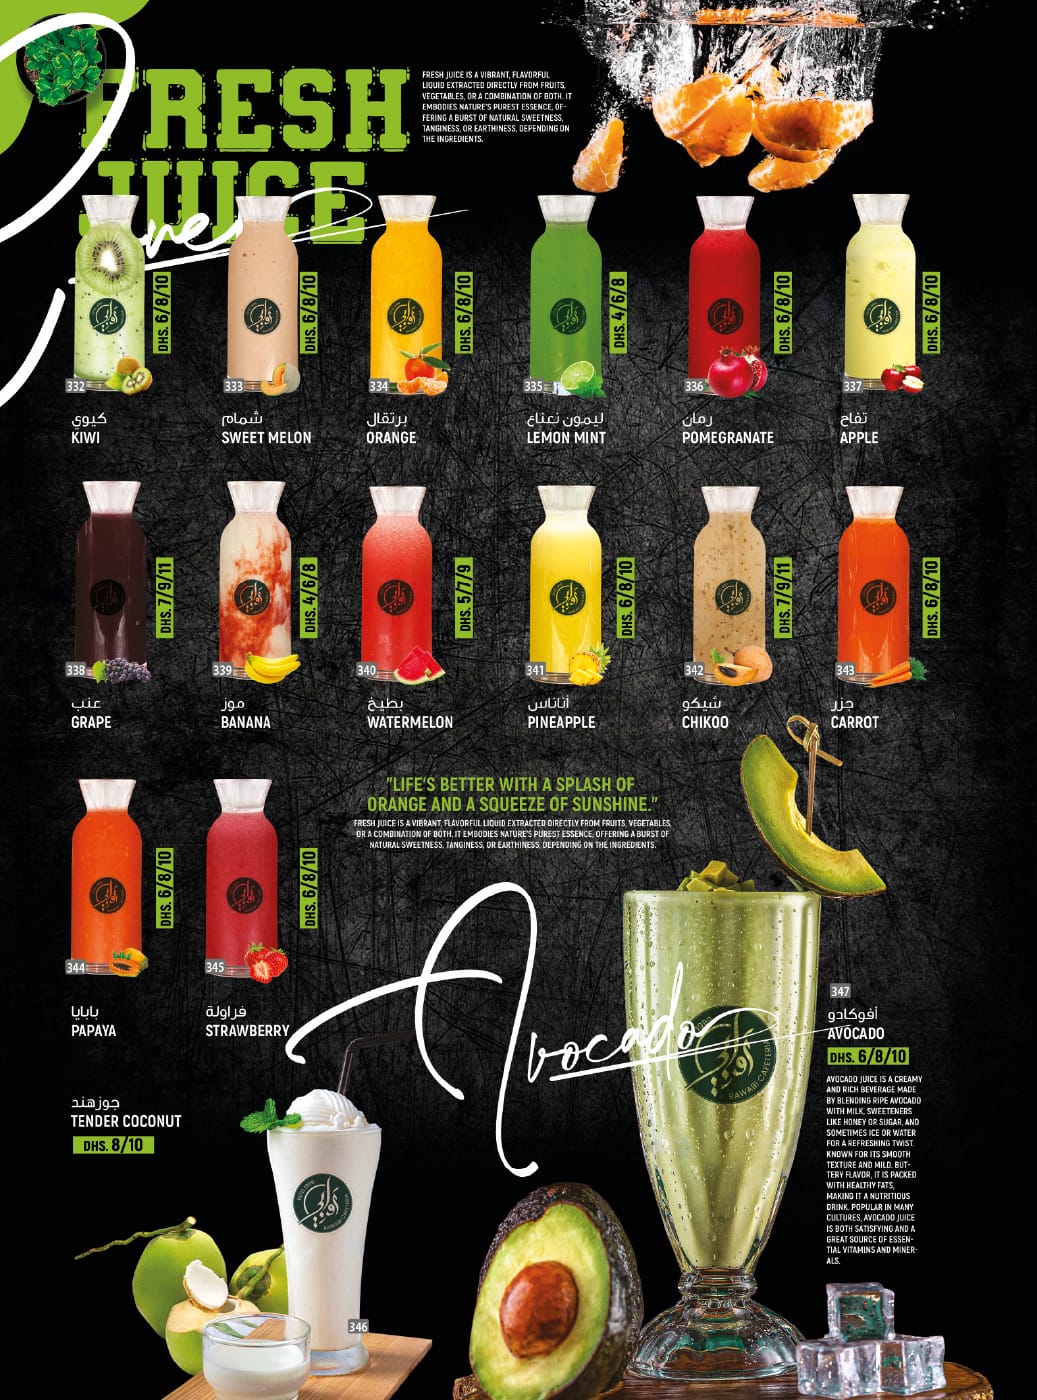 FRESH
JUICE
FRESH JUICE IS A VIBRANT, FLAVORFUL
LIQUID EXTRACTED DIRECTLY FROM FRUITS,
VEGETABLES, OR A COMBINATION OF BOTH. IT
EMBODIES NATURE'S PUREST ESSENCE, OF-
FERING A BURST OF NATURAL SWEETNESS,
TANGINESS, OR EARTHINESS, DEPENDING ON
THE INGREDIENTS.
DHS. 6/8/10
332
كيوي
KIWI
DHS. 6/8/10
333
شمام
SWEET MELON
DHS. 6/8/10
334
برتقال
ORANGE
DHS. 4/6/8
335
ليمون نعناع
LEMON MINT
DHS. 6/8/10
336
رمان
POMEGRANATE
DHS. 6/8/10
337
تفاح
APPLE
DHS. 7/9/11
338
عنب
GRAPE
DHS. 4/6/8
339
موز
BANANA
DHS. 5/7/9
340
بطيخ
WATERMELON
DHS. 6/8/10
341
أناناس
PINEAPPLE
DHS. 7/9/11
342
شيكو
CHIKOO
DHS. 6/8/10
343
جزر
CARROT
DHS. 6/8/10
344
بابايا
PAPAYA
DHS. 6/8/10
345
فراولة
STRAWBERRY
"LIFE'S BETTER WITH A SPLASH OF
ORANGE AND A SQUEEZE OF SUNSHINE."
FRESH JUICE IS A VIBRANT, FLAVORFUL LIQUID EXTRACTED DIRECTLY FROM FRUITS, VEGETABLES,
OR A COMBINATION OF BOTH. IT EMBODIES NATURE'S PUREST ESSENCE, OFFERING A BURST OF
NATURAL SWEETNESS, TANGINESS, OR EARTHINESS, DEPENDING ON THE INGREDIENTS.
Avocado
RAWABI CAFETERIA
347
أفوكادو
AVOCADO
DHS. 6/8/10
AVOCADO JUICE IS A CREAMY
AND RICH BEVERAGE MADE
BY BLENDING RIPE AVOCADO
WITH MILK, SWEETENERS
LIKE HONEY OR SUGAR, AND
SOMETIMES ICE OR WATER
FOR A REFRESHING TWIST.
KNOWN FOR ITS SMOOTH
TEXTURE AND MILD, BUT-
TERY FLAVOR, IT IS PACKED
WITH HEALTHY FATS,
MAKING IT A NUTRITIOUS
DRINK. POPULAR IN MANY
CULTURES, AVOCADO JUICE
IS BOTH SATISFYING AND A
GREAT SOURCE OF ESSEN-
TIAL VITAMINS AND MINER-
ALS.
جوز هند
TENDER COCONUT
DHS. 8/10
346